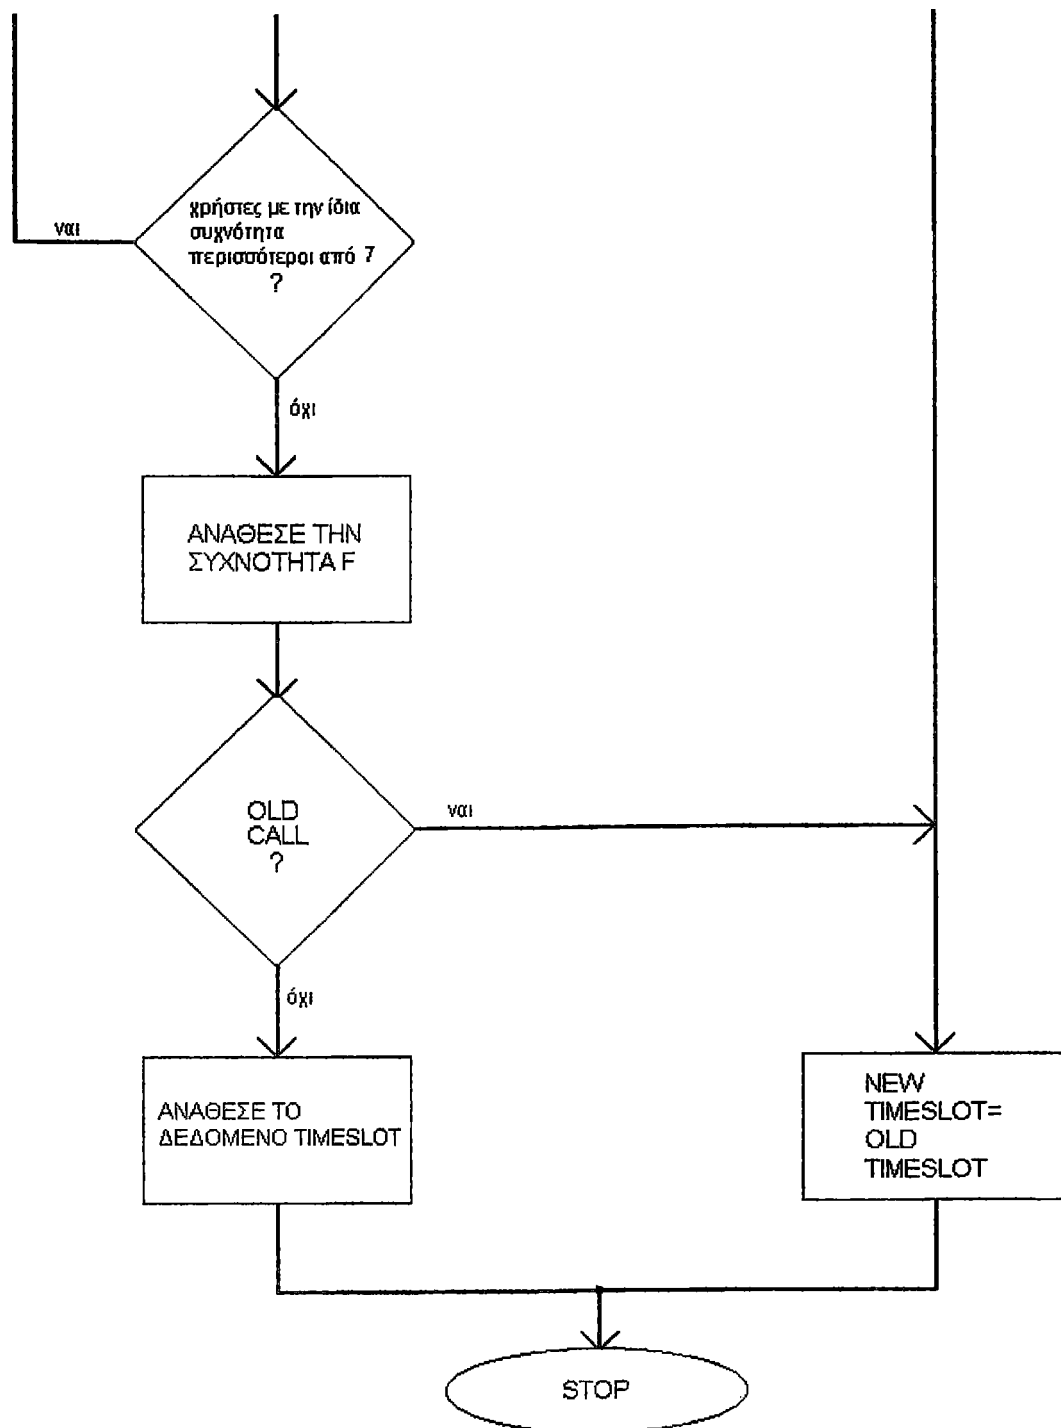 χρήστες με την ίδια
συχνότητα
περισσότεροι από 7
?
ναι
όχι
ΑΝΑΘΕΣΕ ΤΗΝ
ΣΥΧΝΟΤΗΤΑ F
OLD
CALL
?
ναι
όχι
ΑΝΑΘΕΣΕ ΤΟ
ΔΕΔΟΜΕΝΟ TIMESLOT
NEW
TIMESLOT=
OLD
TIMESLOT
STOP